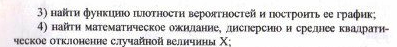 3) найти функцию плотности вероятностей и построить ее график;
4) найти математическое ожидание, дисперсию и среднее квадрати-
ческое отклонение случайной величины X;